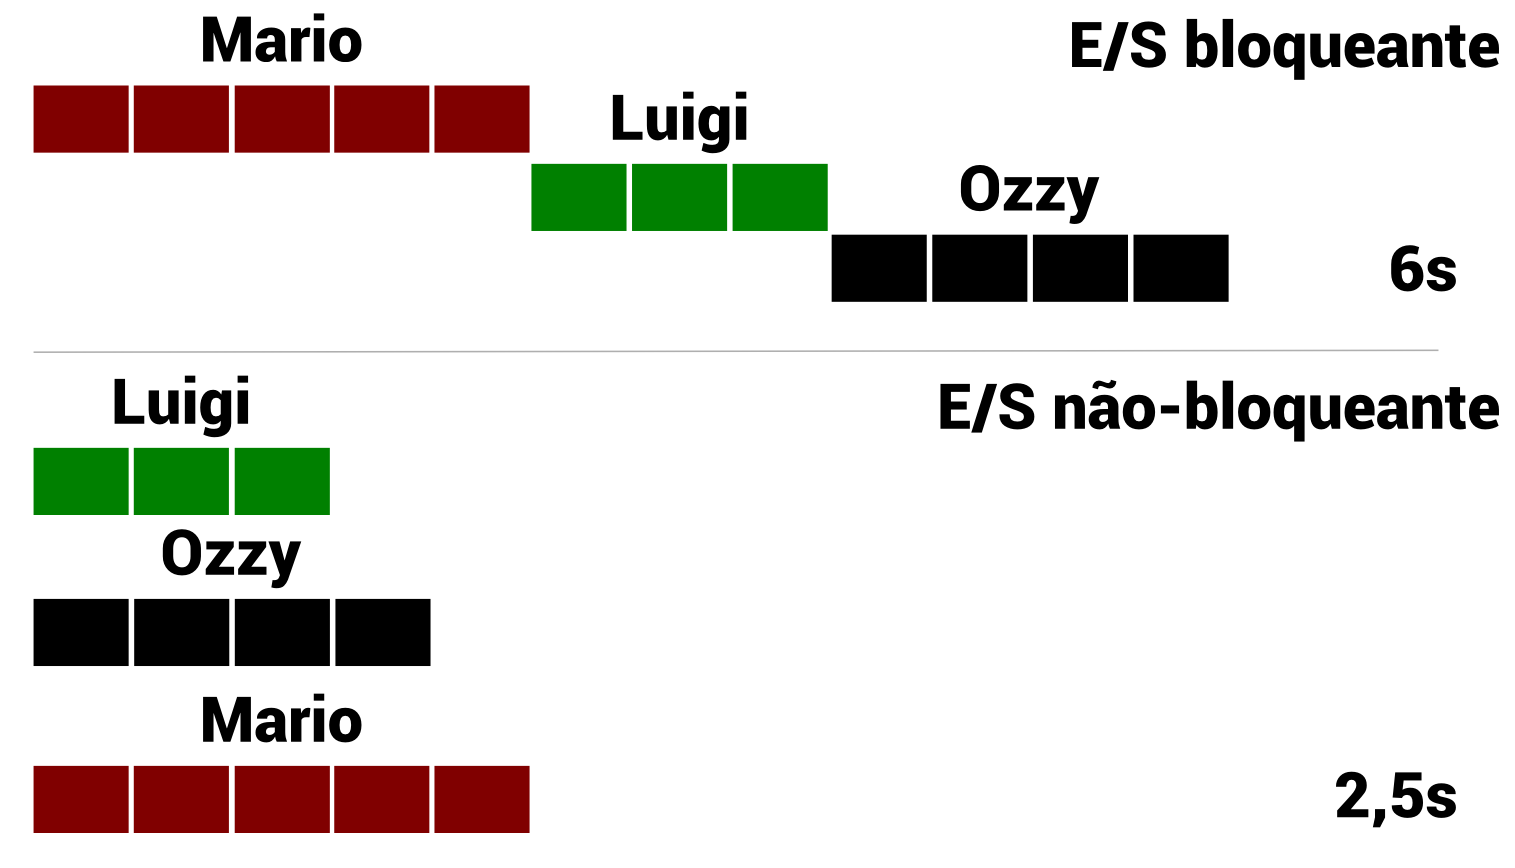 Mario
E/S bloqueante
Luigi
Ozzy
6s
Luigi
E/S não-bloqueante
Ozzy
Mario
2,5s